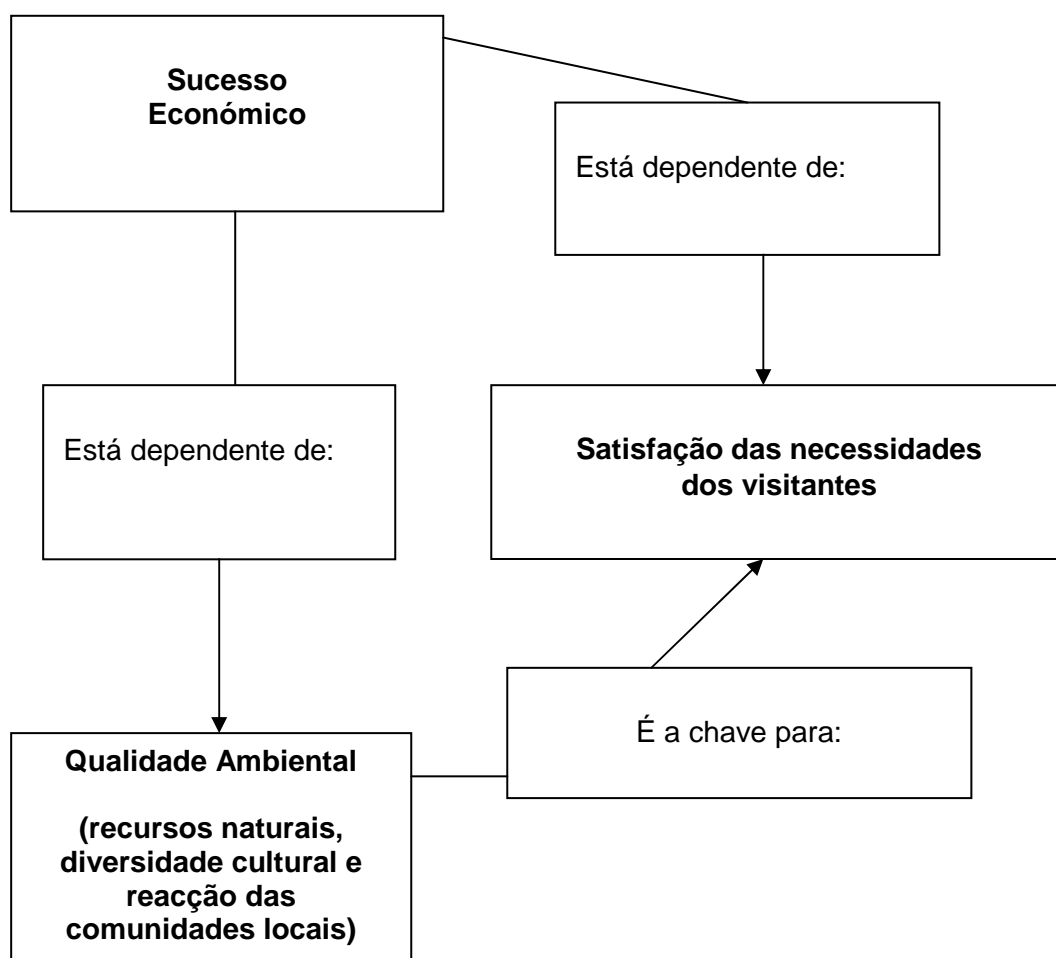 Sucesso
Económico
Está dependente de:
Está dependente de:
Satisfação das necessidades
dos visitantes
É a chave para:
Qualidade Ambiental
(recursos naturais,
diversidade cultural e
reacção das
comunidades locais)